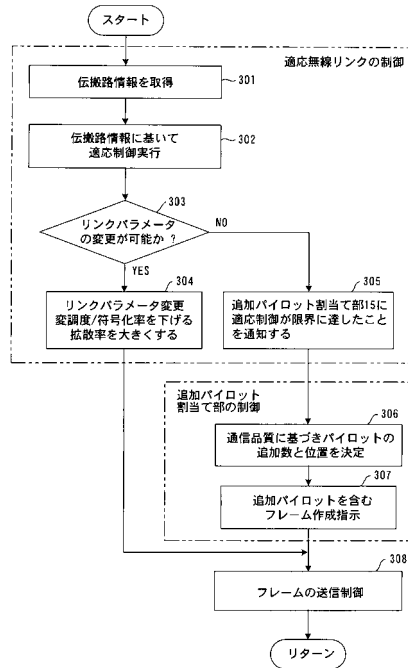 スタート
適応無線リンクの制御
伝搬路情報を取得
301
伝搬路情報に基いて
適応制御実行
302
リンクパラメータ
の変更が可能か ?
303
NO
YES
304
リンクパラメータ変更
変調度/符号化率を下げる
拡散率を大きくする
305
追加パイロット割当て部15に
適応制御が限界に達したこと
を通知する
追加パイロット
割当て部の制御
306
通信品質に基づきパイロットの
追加数と位置を決定
307
追加パイロットを含む
フレーム作成指示
308
フレームの送信制御
リターン